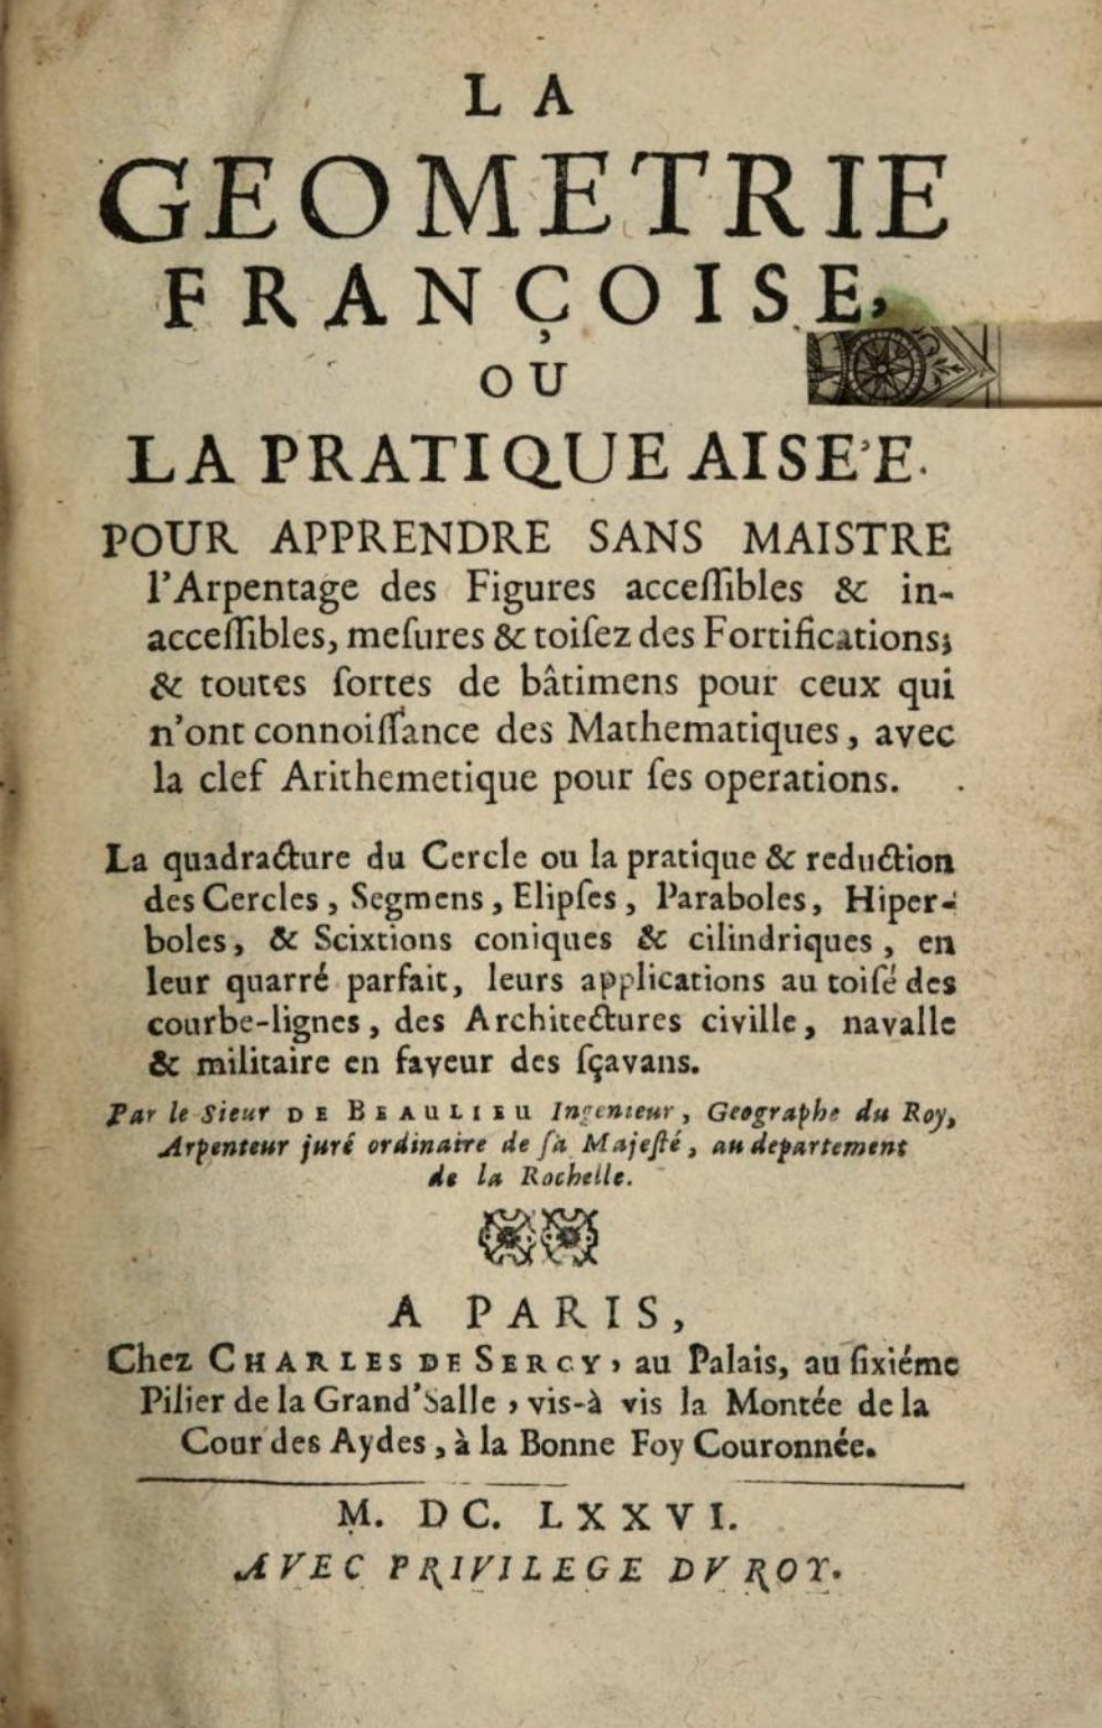 LA
GEOMETRIE
FRANÇOISE,
OU
LA PRATIQUE AISE'E.
POUR APPRENDRE SANS MAISTRE
l'Arpentage des Figures acceſſibles & in-
acceſſibles, meſures & toiſez des Fortifications;
& toutes ſortes de bâtimens pour ceux qui
n'ont connoiſſance des Mathematiques, avec
la clef Arithemetique pour ſes operations.
La quadracture du Cercle ou la pratique & reduction
des Cercles, Segmens, Elipſes, Paraboles, Hiper-
boles, & Scixtions coniques & cilindriques, en
leur quarré parfait, leurs applications au toiſé des
courbe-lignes, des Architectures civille, navalle
& militaire en faveur des ſçavans.
Par le Sieur DE BEAULIEU Ingenieur, Geographe du Roy,
Arpenteur juré ordinaire de ſa Majeſté, au departement
de la Rochelle.
A PARIS,
Chez CHARLES DE SERCY, au Palais, au ſixiéme
Pilier de la Grand'Salle, vis-à vis la Montée de la
Cour des Aydes, à la Bonne Foy Couronnée.
M. DC. LXXVI.
AVEC PRIVILEGE DV ROY.